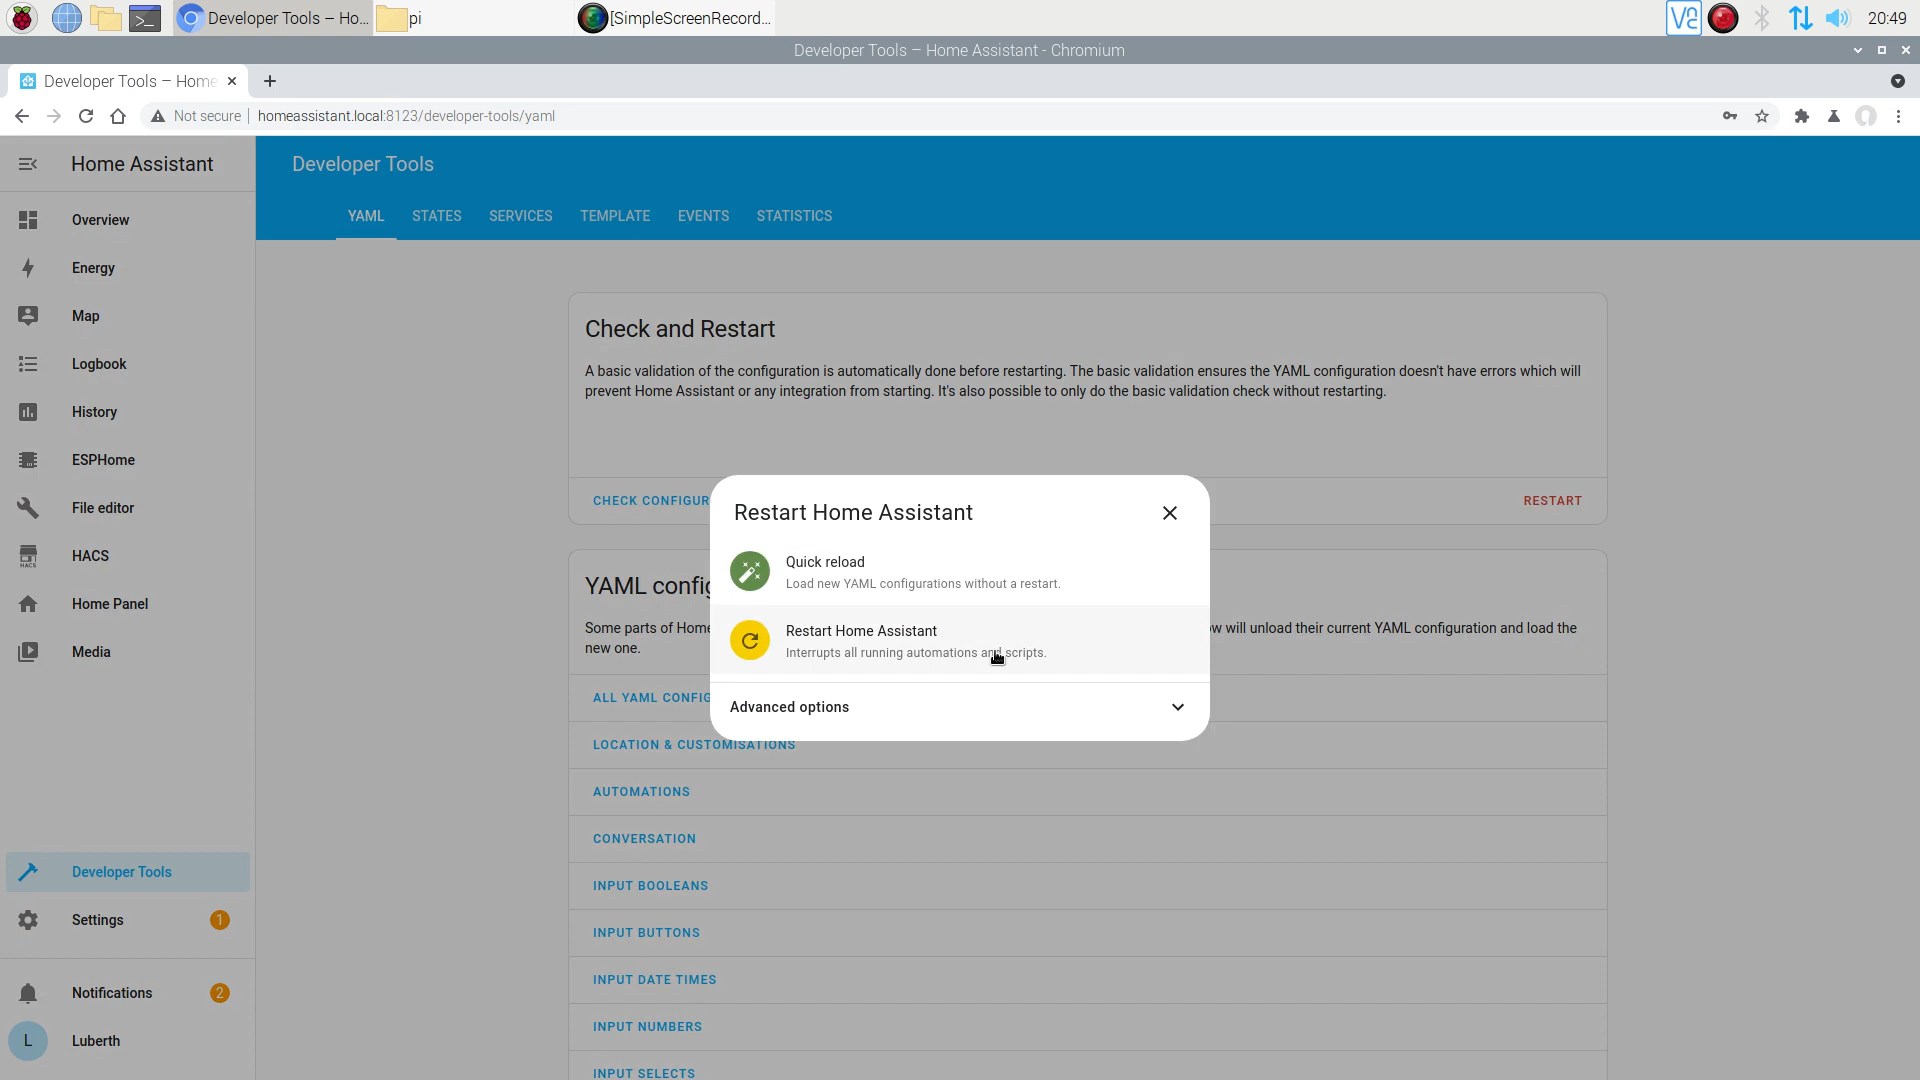 Developer Tools – Ho...
pi
[SimpleScreenRecord...
20:49
Developer Tools – Home Assistant - Chromium
Developer Tools – Home
Not secure
homeassistant.local:8123/developer-tools/yaml
Home Assistant
Developer Tools
YAML
STATES
SERVICES
TEMPLATE
EVENTS
STATISTICS
Overview
Energy
Map
Logbook
History
ESPHome
File editor
HACS
HACS
Home Panel
Media
Developer Tools
Settings
1
Notifications
2
L
Luberth
Check and Restart
A basic validation of the configuration is automatically done before restarting. The basic validation ensures the YAML configuration doesn't have errors which will
prevent Home Assistant or any integration from starting. It's also possible to only do the basic validation check without restarting.
CHECK CONFIGUR
RESTART
Restart Home Assistant
Quick reload
Load new YAML configurations without a restart.
Restart Home Assistant
Interrupts all running automations and scripts.
Advanced options
YAML config
Some parts of Home
ow will unload their current YAML configuration and load the
new one.
ALL YAML CONFIG
LOCATION & CUSTOMISATIONS
AUTOMATIONS
CONVERSATION
INPUT BOOLEANS
INPUT BUTTONS
INPUT DATE TIMES
INPUT NUMBERS
INPUT SELECTS